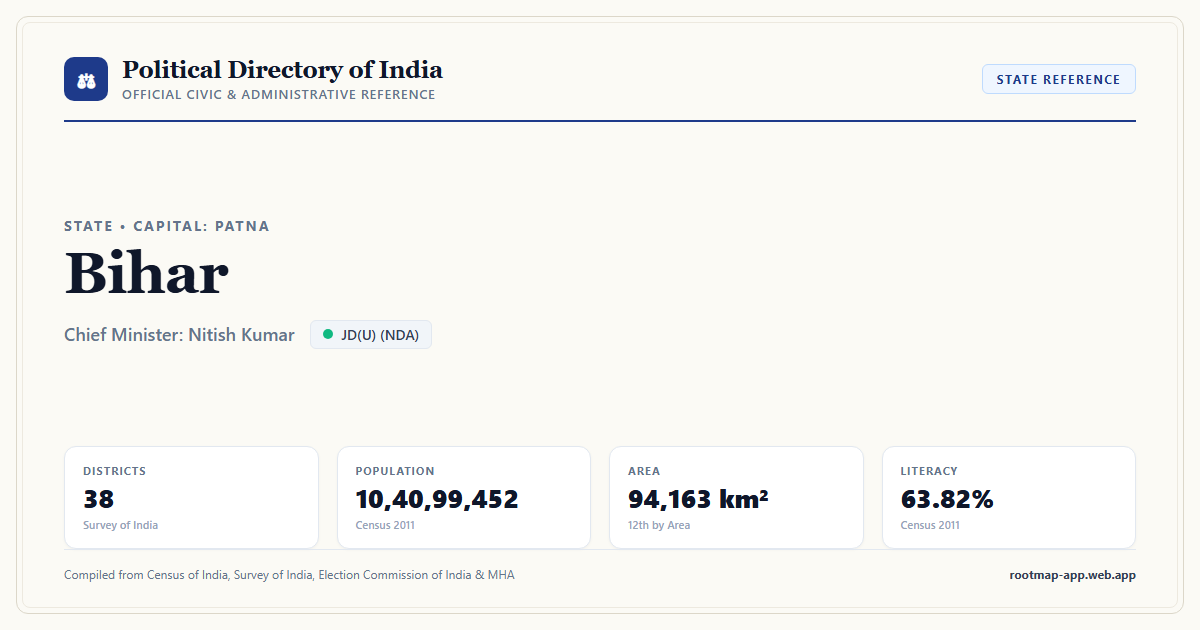 Political Directory of India
OFFICIAL CIVIC & ADMINISTRATIVE REFERENCE
STATE REFERENCE
STATE • CAPITAL: PATNA
Bihar
Chief Minister: Nitish Kumar
JD(U) (NDA)
DISTRICTS
38
Survey of India
POPULATION
10,40,99,452
Census 2011
AREA
94,163 km²
12th by Area
LITERACY
63.82%
Census 2011
Compiled from Census of India, Survey of India, Election Commission of India & MHA
rootmap-app.web.app